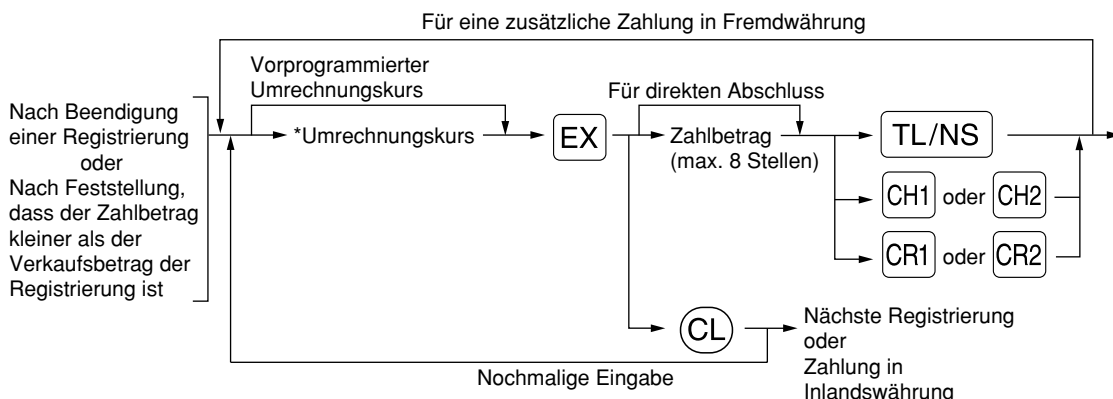 Für eine zusätzliche Zahlung in Fremdwährung
Vorprogrammierter
Umrechnungskurs
Für direkten Abschluss
Nach Beendigung
einer Registrierung
oder
Nach Feststellung,
dass der Zahlbetrag
kleiner als der
Verkaufsbetrag der
Registrierung ist
*Umrechnungskurs
EX
Zahlbetrag
(max. 8 Stellen)
TL/NS
CH1 oder CH2
CR1 oder CR2
CL
Nächste Registrierung
oder
Zahlung in
Inlandswährung
Nochmalige Eingabe